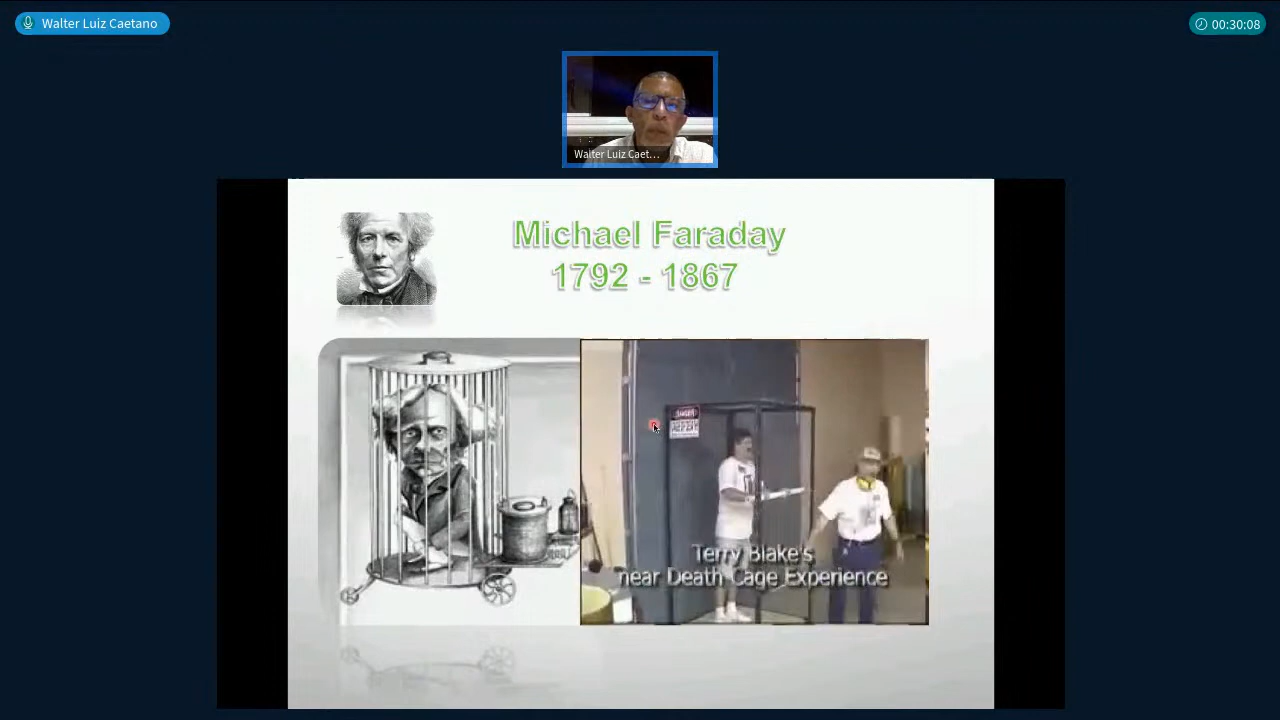 Walter Luiz Caetano
00:30:08
Walter Luiz Caet...
Michael Faraday
1792 - 1867
DANGER
Terry Blake's
near Death Cage Experience